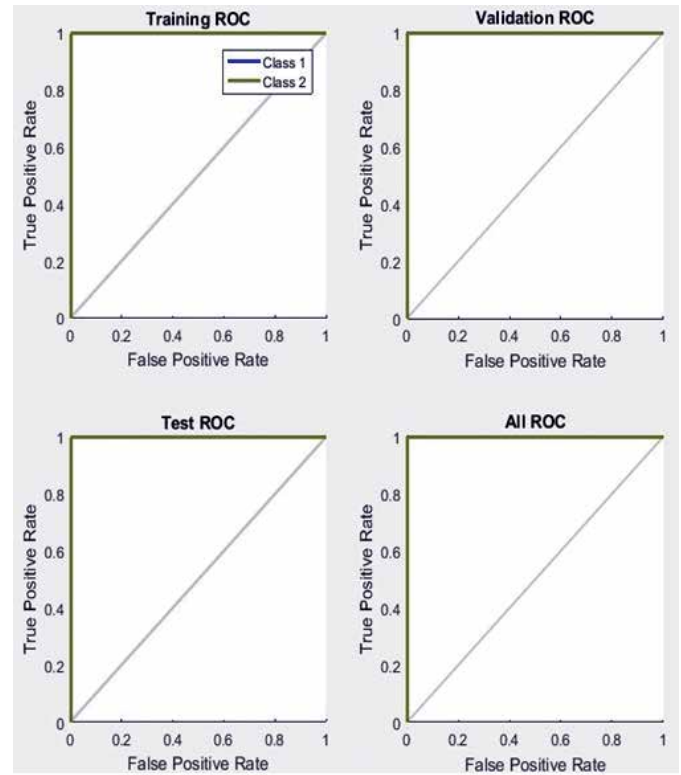 Training ROC
Class 1
Class 2
True Positive Rate
1
0.8
0.6
0.4
0.2
0
0 0.2 0.4 0.6 0.8 1
False Positive Rate
Validation ROC
True Positive Rate
1
0.8
0.6
0.4
0.2
0
0 0.2 0.4 0.6 0.8 1
False Positive Rate
Test ROC
True Positive Rate
1
0.8
0.6
0.4
0.2
0
0 0.2 0.4 0.6 0.8 1
False Positive Rate
All ROC
True Positive Rate
1
0.8
0.6
0.4
0.2
0
0 0.2 0.4 0.6 0.8 1
False Positive Rate